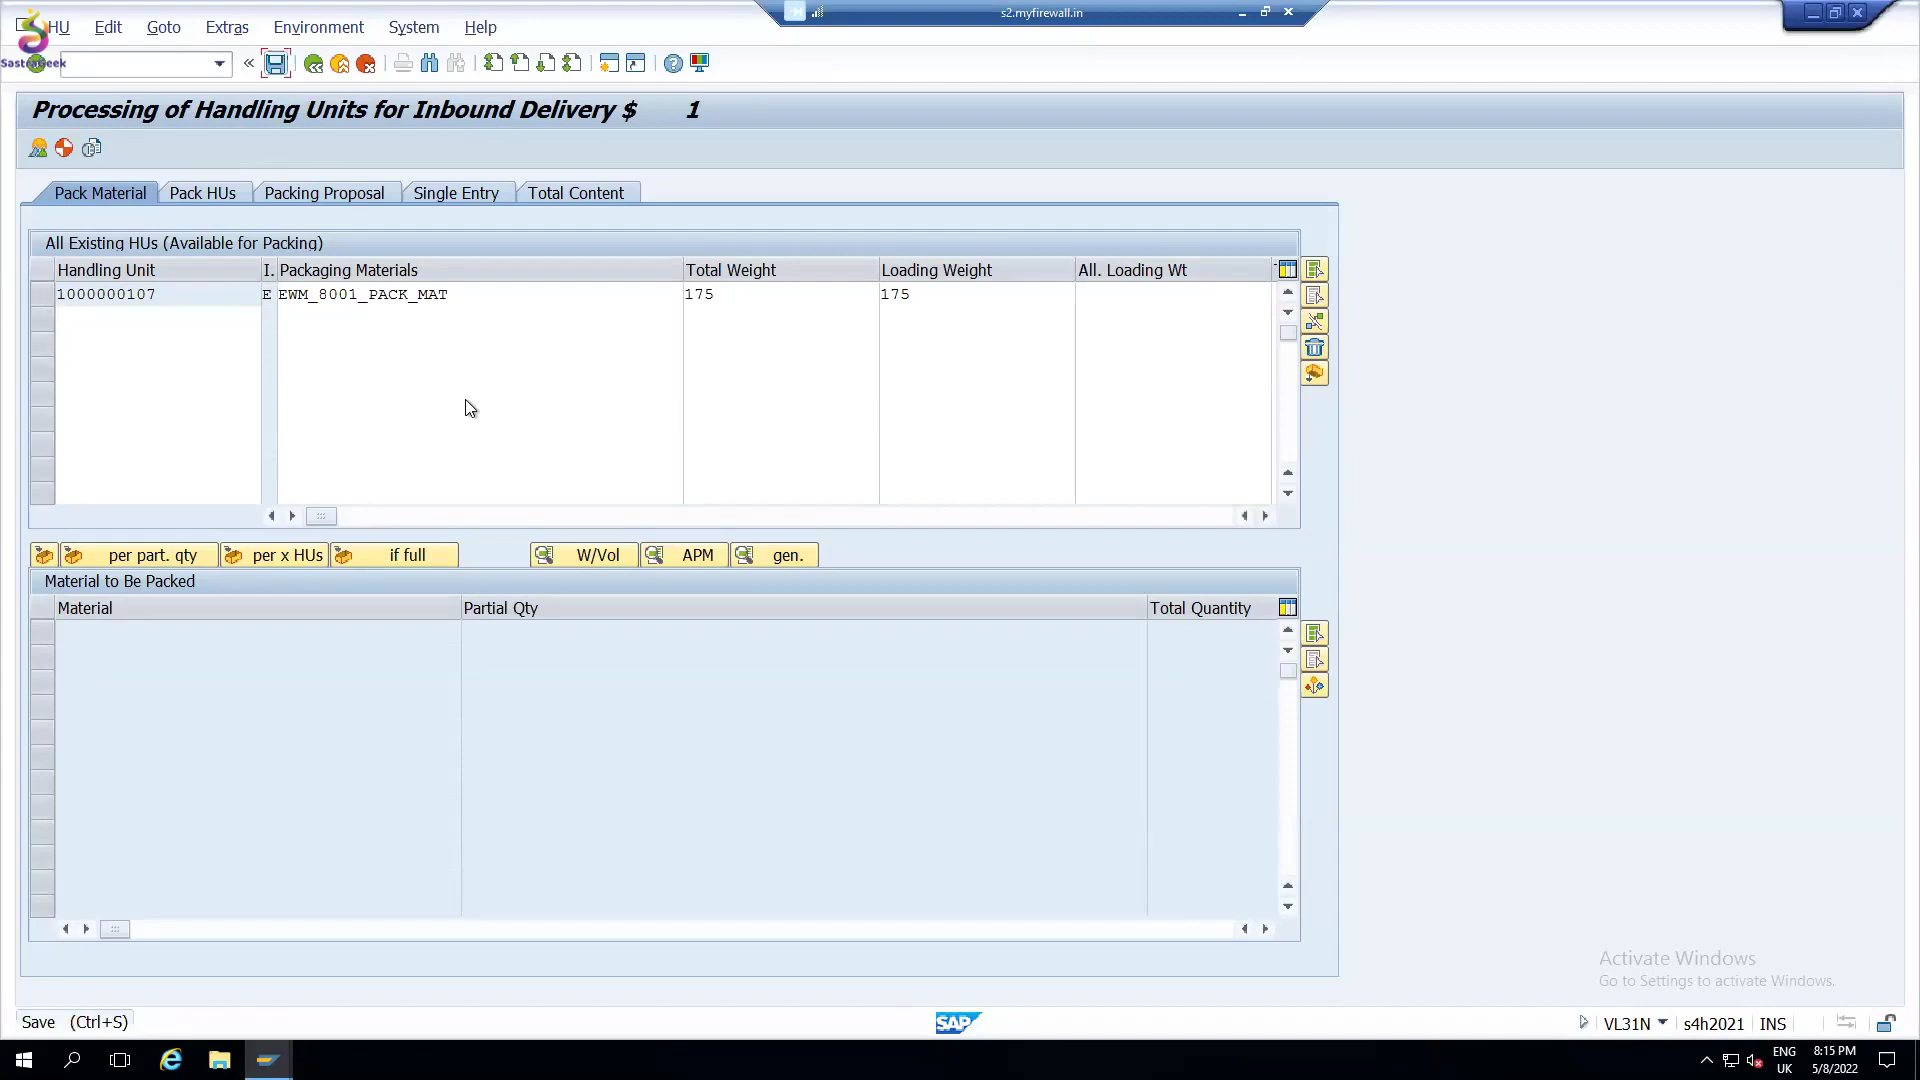 s2.myfirewall.in
HU Edit Goto Extras Environment System Help
SastraGeek
Processing of Handling Units for Inbound Delivery $ 1
Pack Material Pack HUs Packing Proposal Single Entry Total Content
All Existing HUs (Available for Packing)
Handling Unit I. Packaging Materials Total Weight Loading Weight All. Loading Wt
1000000107 E EWM_8001_PACK_MAT 175 175
per part. qty per x HUs if full W/Vol APM gen.
Material to Be Packed
Material Partial Qty Total Quantity
Activate Windows
Go to Settings to activate Windows.
Save (Ctrl+S) SAP VL31N s4h2021 INS
ENG 8:15 PM
UK 5/8/2022